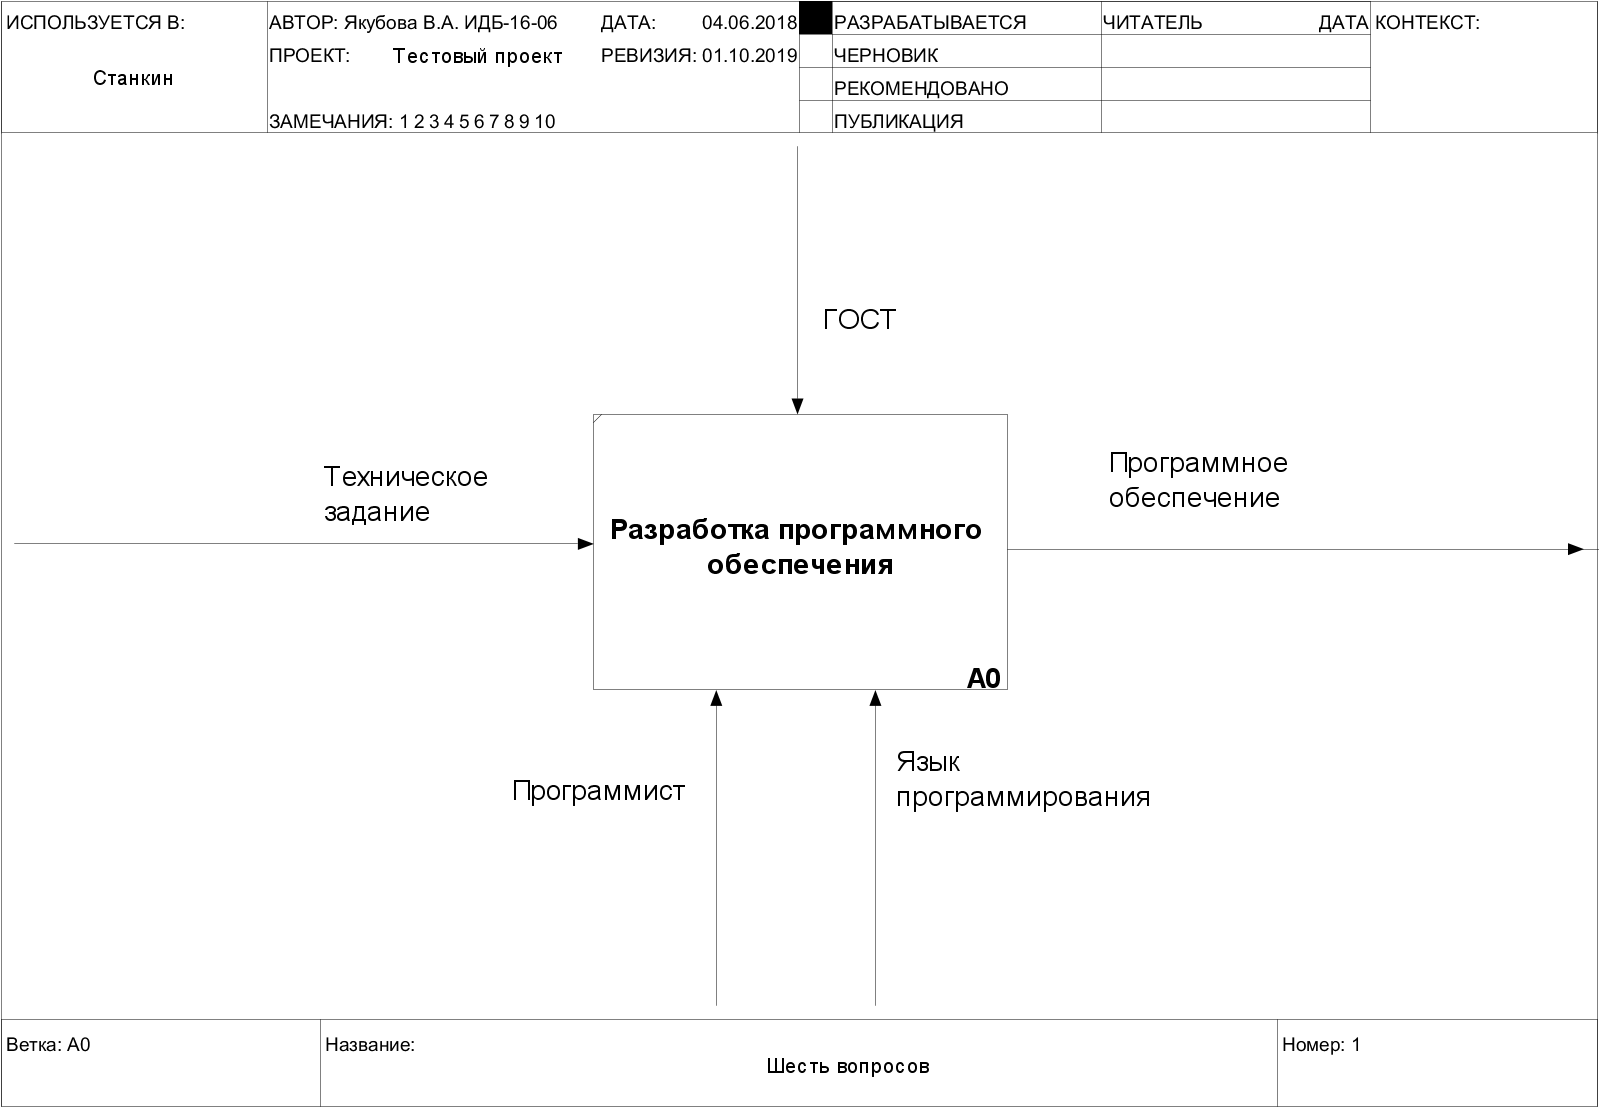 ИСПОЛЬЗУЕТСЯ В:
Станкин
АВТОР: Якубова В.А. ИДБ-16-06
ДАТА: 04.06.2018
ПРОЕКТ: Тестовый проект
РЕВИЗИЯ: 01.10.2019
ЗАМЕЧАНИЯ: 1 2 3 4 5 6 7 8 9 10
РАЗРАБАТЫВАЕТСЯ
ЧЕРНОВИК
РЕКОМЕНДОВАНО
ПУБЛИКАЦИЯ
ЧИТАТЕЛЬ ДАТА
КОНТЕКСТ:
ГОСТ
Техническое
задание
Программное
обеспечение
Разработка программного
обеспечения
A0
Программист
Язык
программирования
Ветка: A0
Название:
Шесть вопросов
Номер: 1